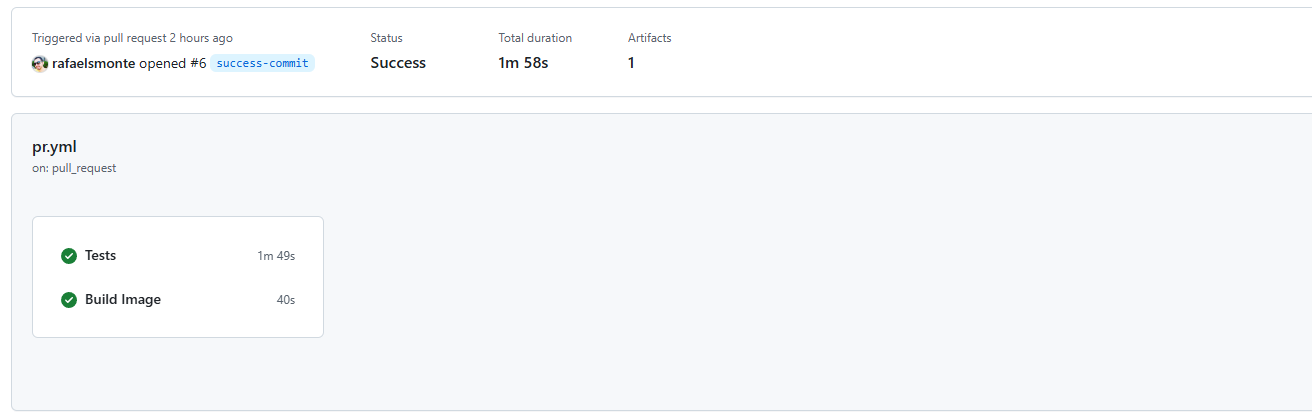 Triggered via pull request 2 hours ago
rafaelsmonte opened #6 success-commit
Status
Success
Total duration
1m 58s
Artifacts
1
pr.yml
on: pull_request
Tests 1m 49s
Build Image 40s